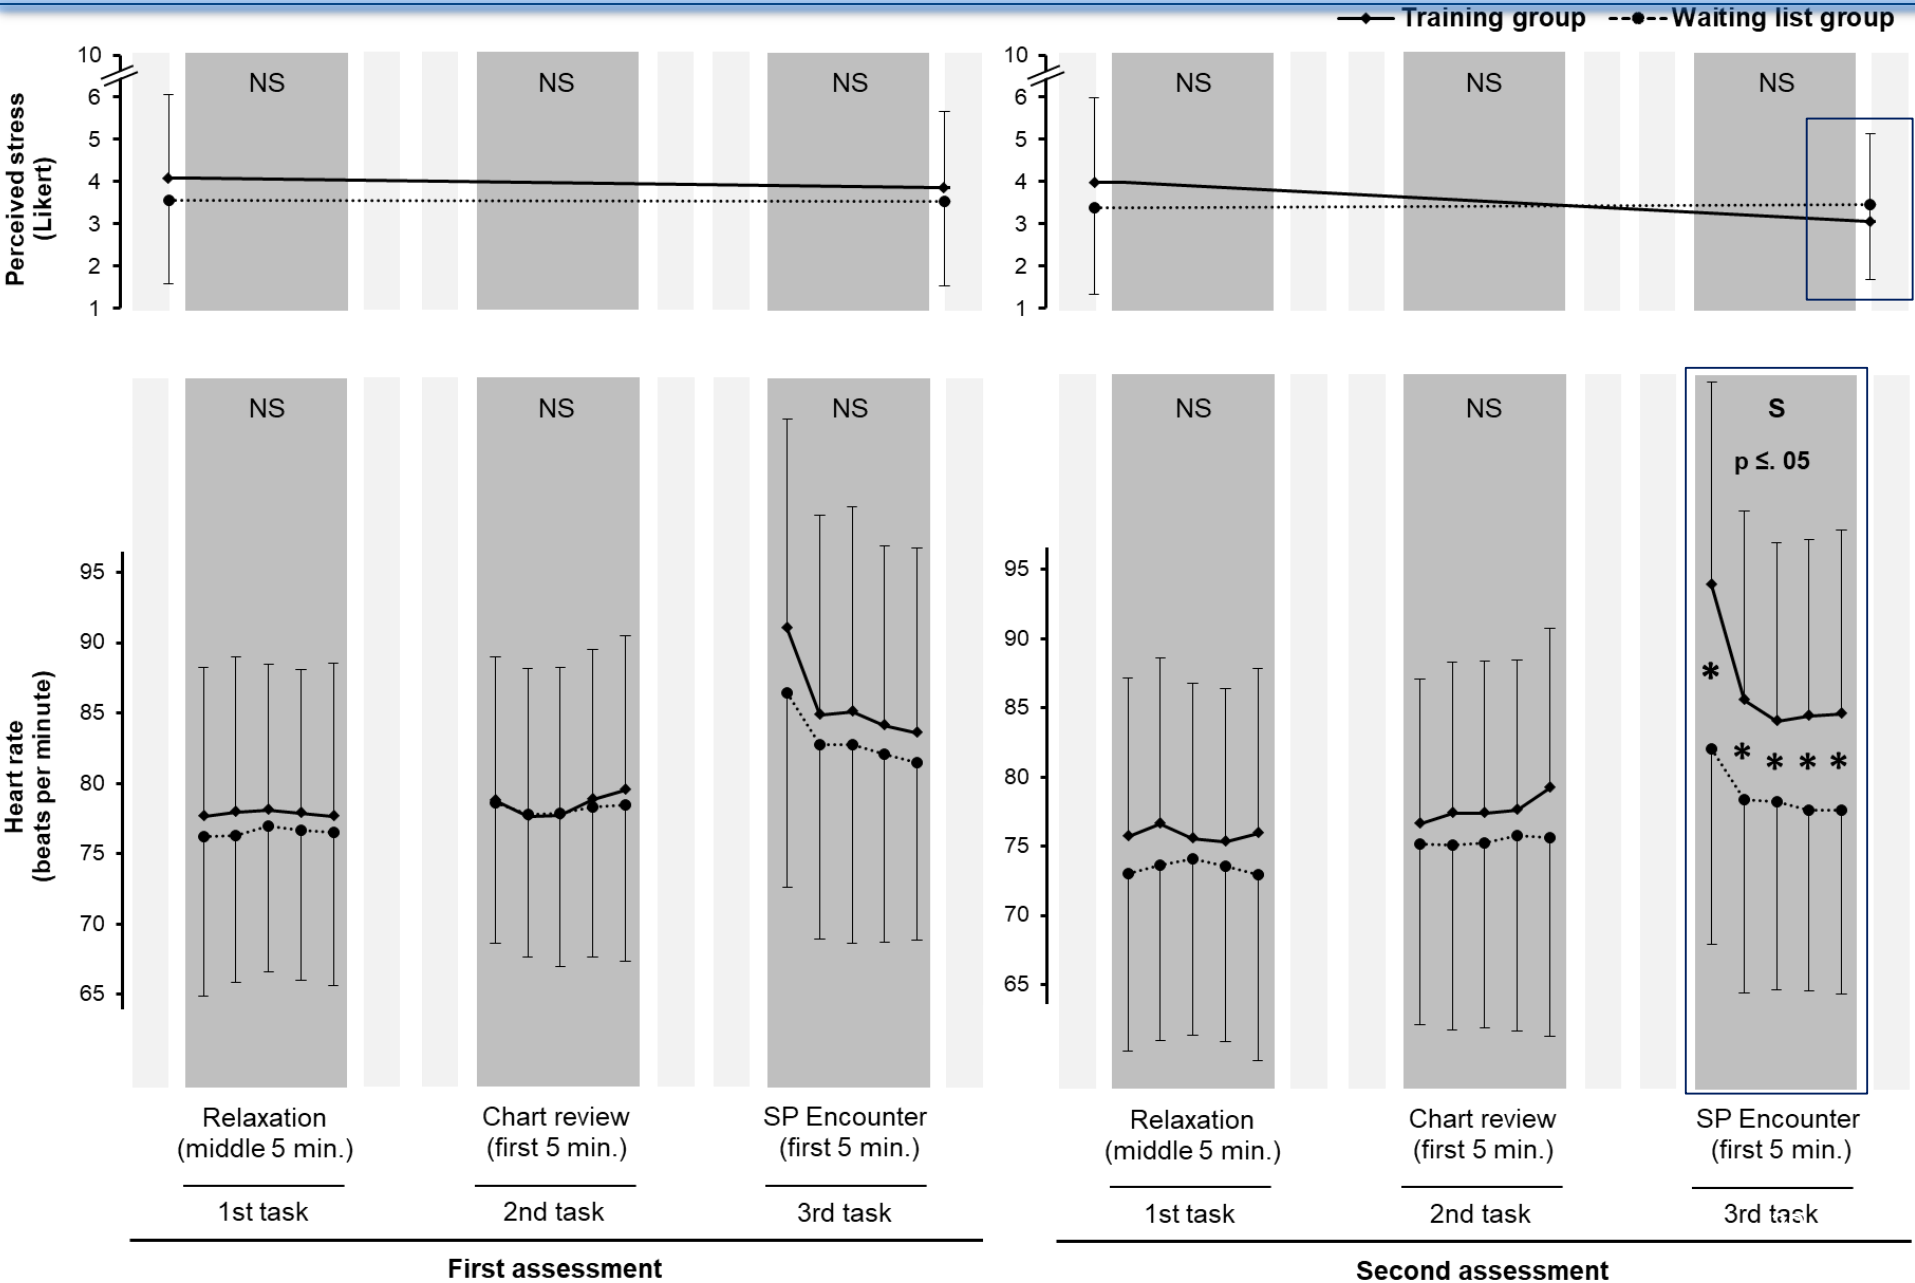 Training group
Waiting list group
Perceived stress
(Likert)
10
6
5
4
3
2
1
NS
NS
NS
10
6
5
4
3
2
1
NS
NS
NS
Heart rate
(beats per minute)
95
90
85
80
75
70
65
NS
NS
NS
95
90
85
80
75
70
65
NS
NS
S
p ≤. 05
*
* * * *
Relaxation
(middle 5 min.)
Chart review
(first 5 min.)
SP Encounter
(first 5 min.)
Relaxation
(middle 5 min.)
Chart review
(first 5 min.)
SP Encounter
(first 5 min.)
1st task
2nd task
3rd task
1st task
2nd task
3rd task
First assessment
Second assessment